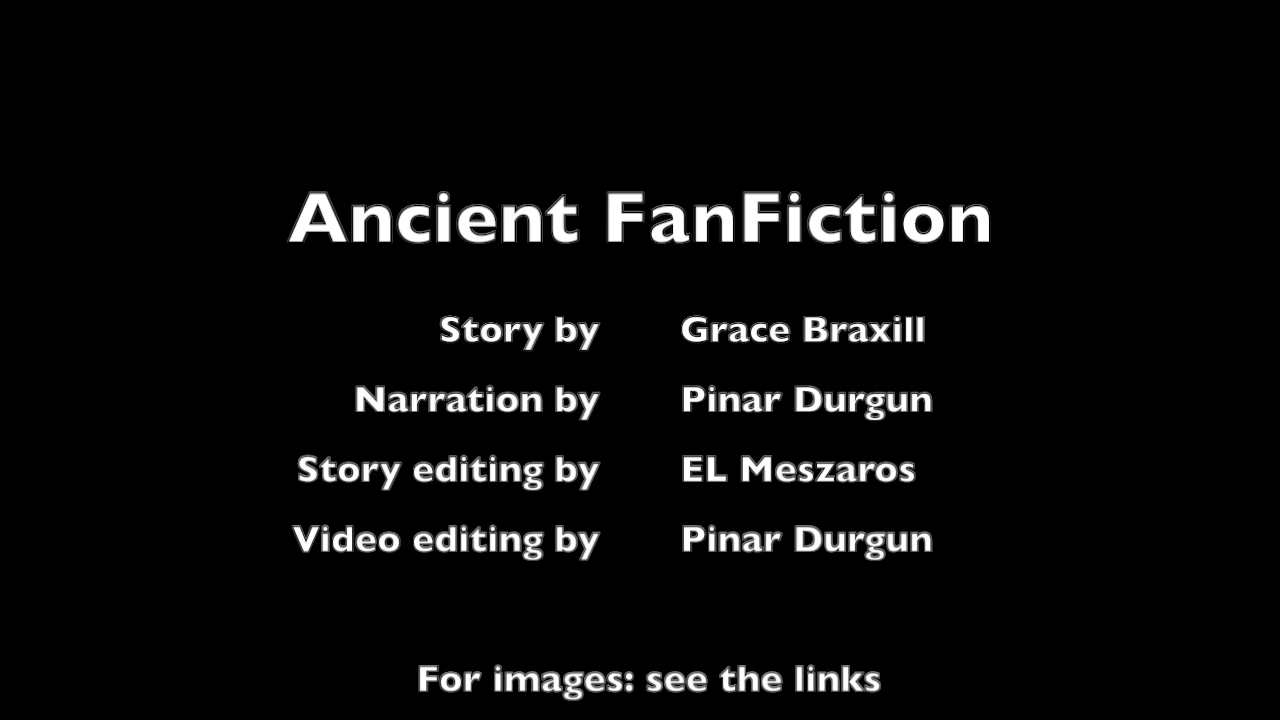 Ancient FanFiction
Story by Grace Braxill
Narration by Pinar Durgun
Story editing by EL Meszaros
Video editing by Pinar Durgun
For images: see the links